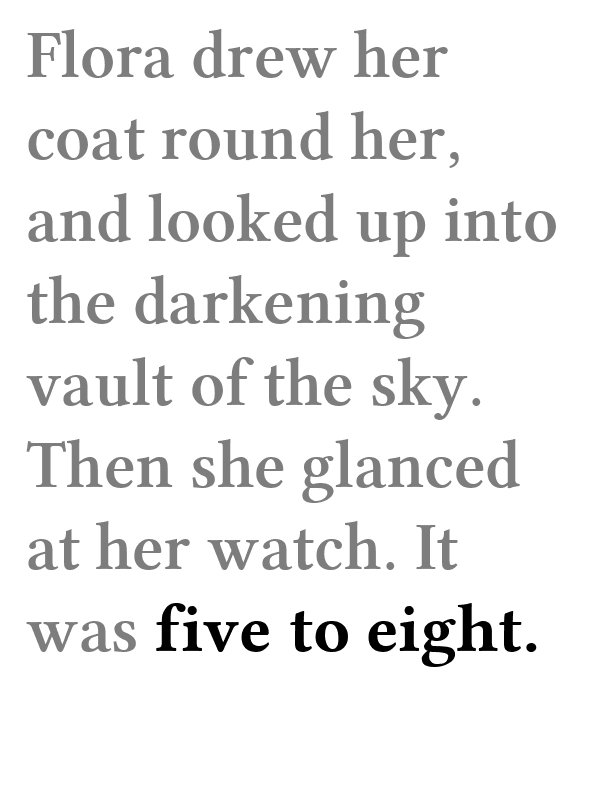 Flora drew her
coat round her,
and looked up into
the darkening
vault of the sky.
Then she glanced
at her watch. It
was five to eight.